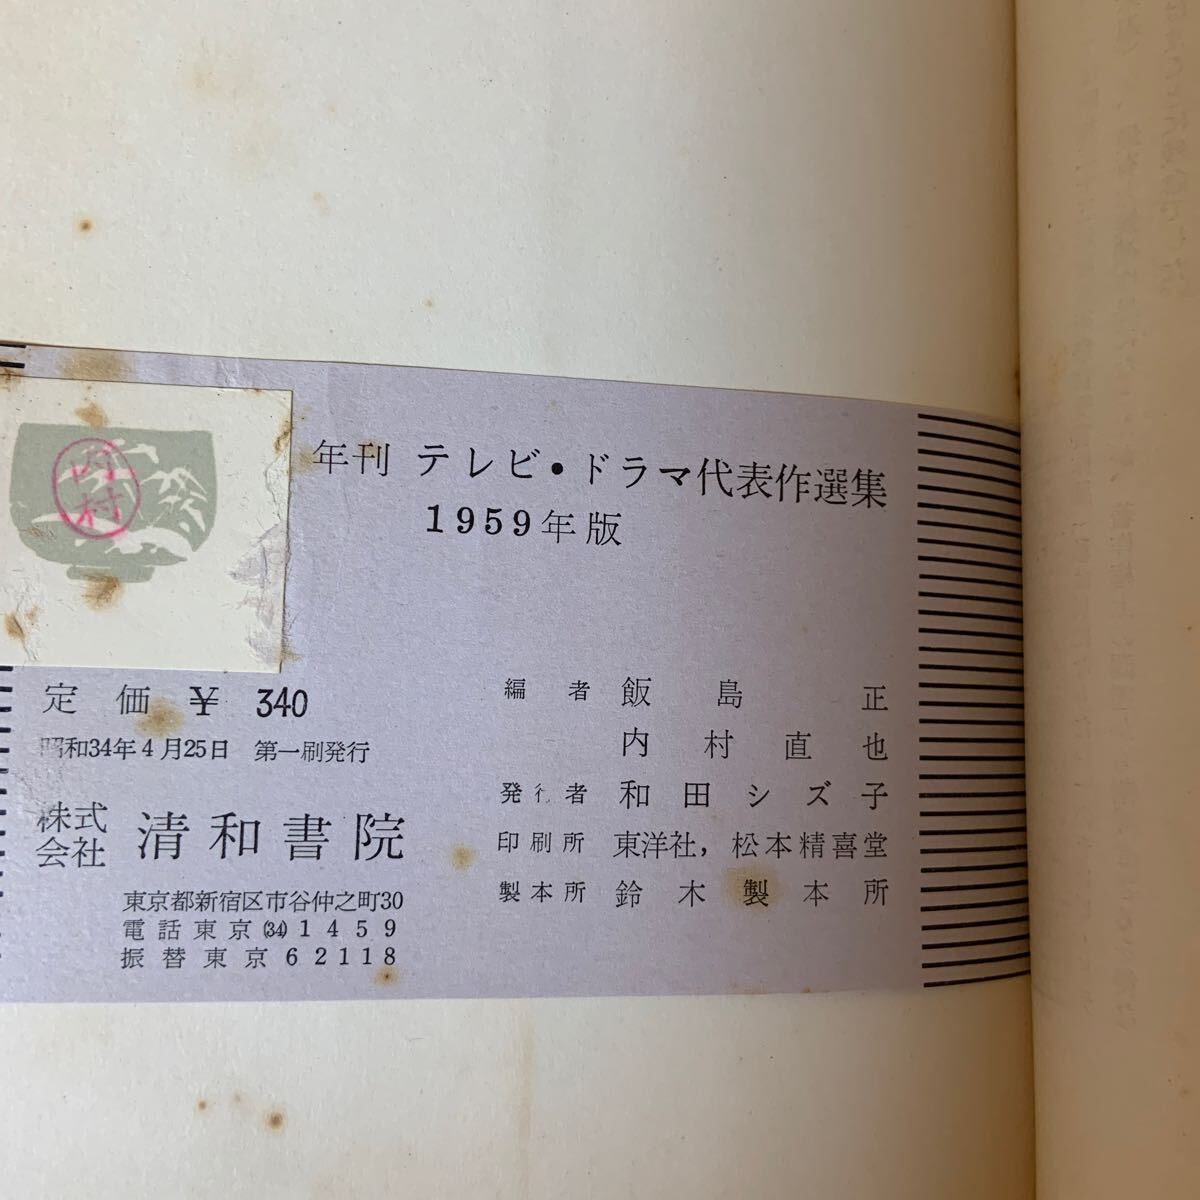 年刊 テレビ・ドラマ代表作選集
1959年版
内村
定価 ¥ 340
昭和34年4月25日 第一刷発行
株式会社 清和書院
東京都新宿区市谷仲之町30
電話東京(34)1459
振替東京62118
編者 飯島正
内村直也
発行者 和田シズ子
印刷所 東洋社，松本精喜堂
製本所 鈴木製本所